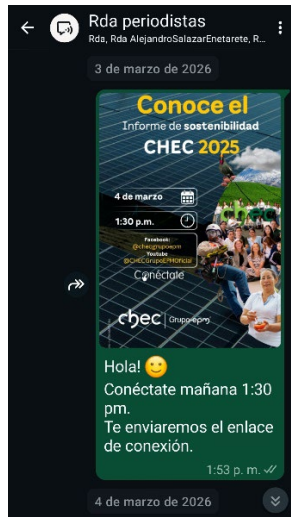 Rda periodistas
Rda, Rda AlejandroSalazarEnetarete, R...
3 de marzo de 2026
Conoce el
Informe de sostenibilidad
CHEC 2025
4 de marzo
1:30 p.m.
Facebook:
@checgrupoepm
Youtube
@CHECGrupoEPMOficial
Conéctate
chec Grupo·epm
Hola! 🙂
Conéctate mañana 1:30
pm.
Te enviaremos el enlace
de conexión.
1:53 p. m.
4 de marzo de 2026